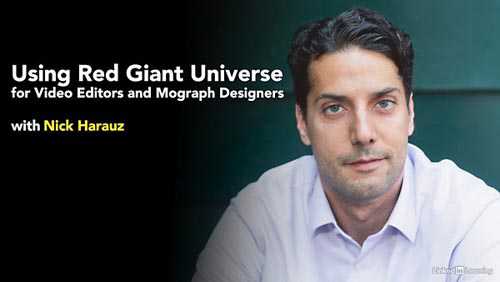 Using Red Giant Universe
for Video Editors and Mograph Designers
with Nick Harauz
Linked in Learning